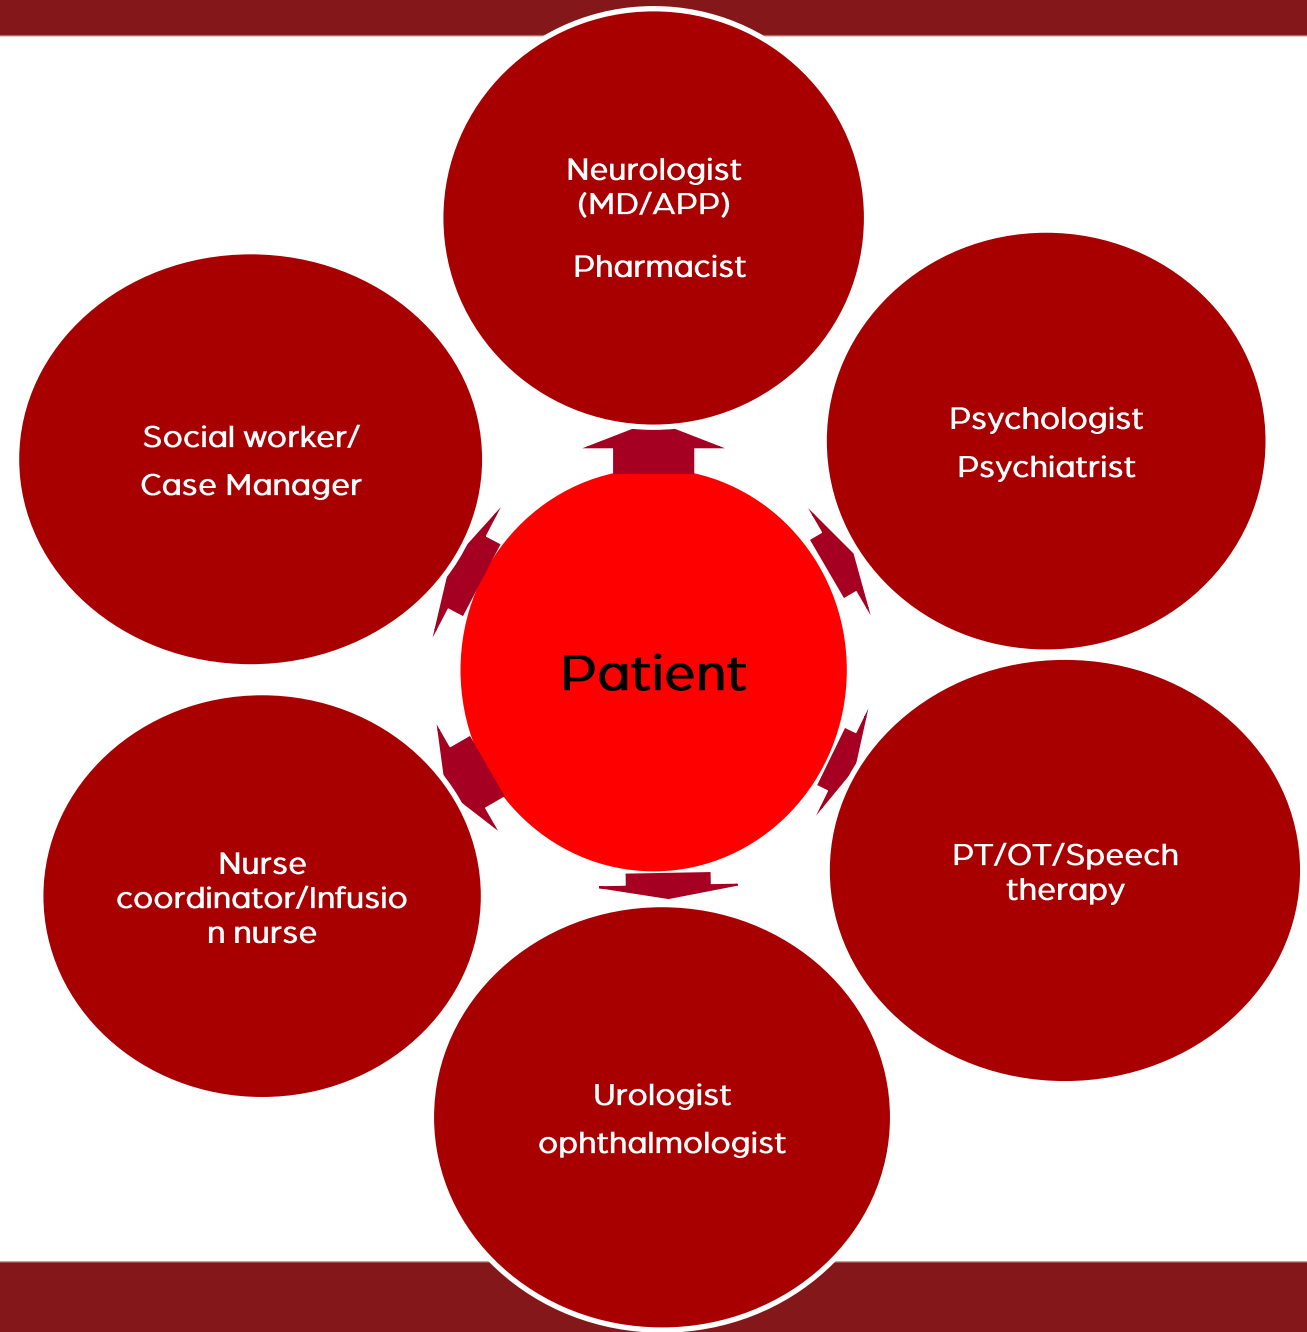 Neurologist
(MD/APP)
Pharmacist
Psychologist
Psychiatrist
Social worker/
Case Manager
Patient
PT/OT/Speech
therapy
Nurse
coordinator/Infusio
n nurse
Urologist
ophthalmologist